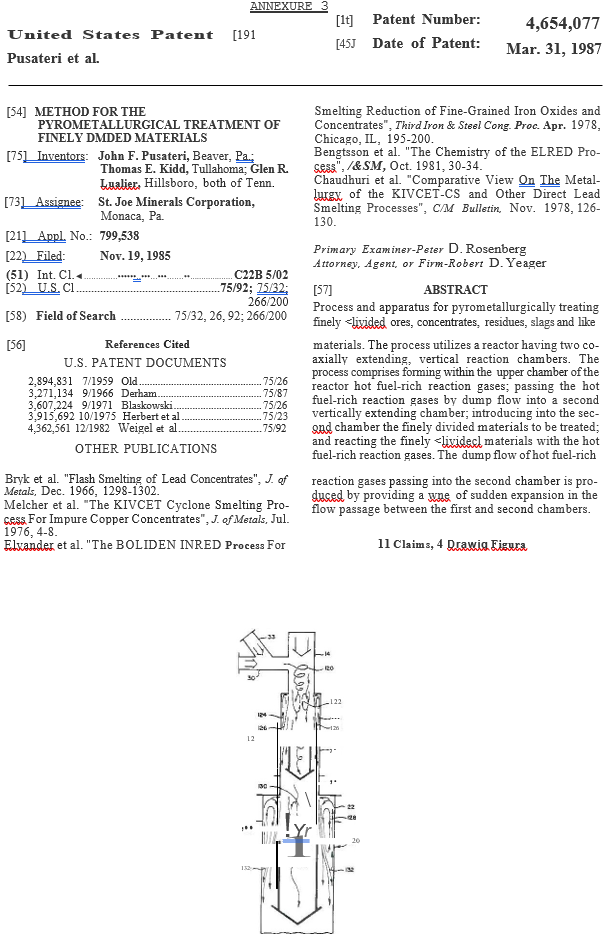 ANNEXURE 3
United States Patent [191
Pusateri et al.
[1t] Patent Number: 4,654,077
[45J Date of Patent: Mar. 31, 1987
[54] METHOD FOR THE
PYROMETALLURGICAL TREATMENT OF
FINELY DMDED MATERIALS
[75] Inventors: John F. Pusateri, Beaver, Pa.;
Thomas E. Kidd, Tullahoma; Glen R.
Lualier, Hillsboro, both of Tenn.
[73] Assignee: St. Joe Minerals Corporation,
Monaca, Pa.
[21] Appl. No.: 799,538
[22) Filed: Nov. 19, 1985
(51) Int. Cl.◄ ........ C22B 5/02
[52) U.S. Cl ........ 75/92; 75/32;
266/200
[58) Field of Search ................ 75/32, 26, 92; 266/200
[56] References Cited
U.S. PATENT DOCUMENTS
2,894,831 7/1959 Old ........ 75/26
3,271,134 9/1966 Derham ........ 75/87
3,607,224 9/1971 Blaskowski ........ 75/26
3,915,692 10/1975 Herbert et al ........ 75/23
4,362,561 12/1982 Weigel et al ........ 75/92
OTHER PUBLICATIONS
Bryk et al. "Flash Smelting of Lead Concentrates", J. of
Metals, Dec. 1966, 1298-1302.
Melcher et al. "The KIVCET Cyclone Smelting Pro-
cess For Impure Copper Concentrates", J. of Metals, Jul.
1976, 4-8.
Elvander et al. "The BOLIDEN INRED Process For
Smelting Reduction of Fine-Grained Iron Oxides and
Concentrates", Third Iron & Steel Cong. Proc. Apr. 1978,
Chicago, IL, 195-200.
Bengtsson et al. "The Chemistry of the ELRED Pro-
cess", /&SM, Oct. 1981, 30-34.
Chaudhuri et al. "Comparative View On The Metal-
lurgy of the KIVCET-CS and Other Direct Lead
Smelting Processes", C/M Bulletin, Nov. 1978, 126-
130.
Primary Examiner-Peter D. Rosenberg
Attorney, Agent, or Firm-Robert D. Yeager
[57] ABSTRACT
Process and apparatus for pyrometallurgically treating
finely <livided ores, concentrates, residues, slags and like
materials. The process utilizes a reactor having two co-
axially extending, vertical reaction chambers. The
process comprises forming within the upper chamber of the
reactor hot fuel-rich reaction gases; passing the hot
fuel-rich reaction gases by dump flow into a second
vertically extending chamber; introducing into the sec-
ond chamber the finely divided materials to be treated;
and reacting the finely <lividecl materials with the hot
fuel-rich reaction gases. The dump flow of hot fuel-rich
reaction gases passing into the second chamber is pro-
duced by providing a wne of sudden expansion in the
flow passage between the first and second chambers.
11 Claims, 4 Drawiq Figura
33
14
120
30
122
124
126
126
12
130
22
128
Yr
20
132
132